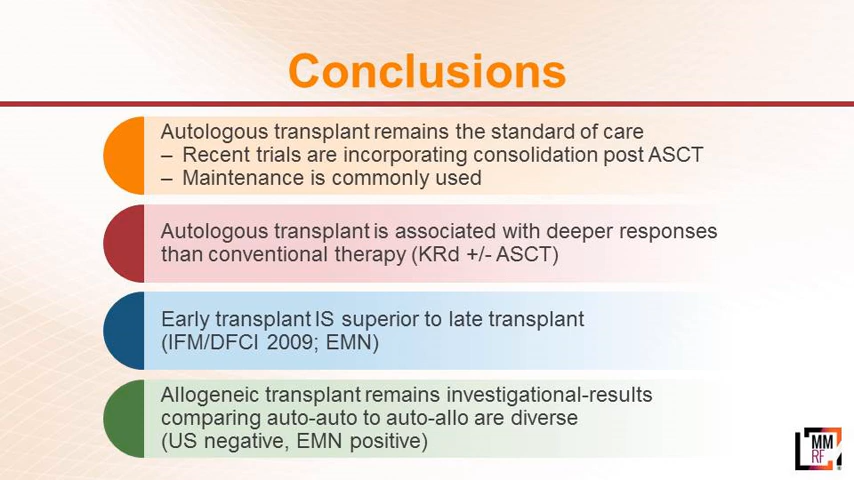 Conclusions
Autologous transplant remains the standard of care
– Recent trials are incorporating consolidation post ASCT
– Maintenance is commonly used
Autologous transplant is associated with deeper responses
than conventional therapy (KRd +/- ASCT)
Early transplant IS superior to late transplant
(IFM/DFCI 2009; EMN)
Allogeneic transplant remains investigational-results
comparing auto-auto to auto-allo are diverse
(US negative, EMN positive)
MM
RF